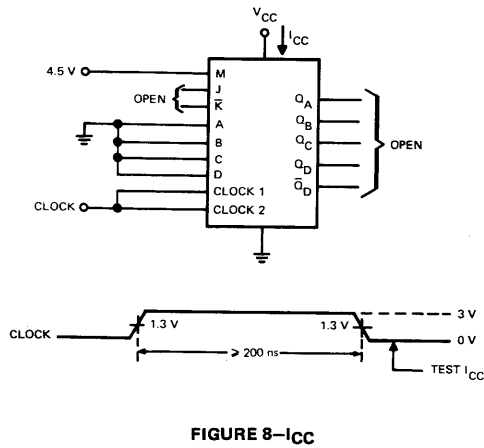 VCC
ICC
4.5 V
M
J
OPEN
K̅
A
B
C
D
CLOCK 1
CLOCK
CLOCK 2
QA
QB
QC
QD
Q̅D
OPEN
3 V
1.3 V
1.3 V
CLOCK
0 V
⩾ 200 ns
TEST ICC
FIGURE 8–ICC